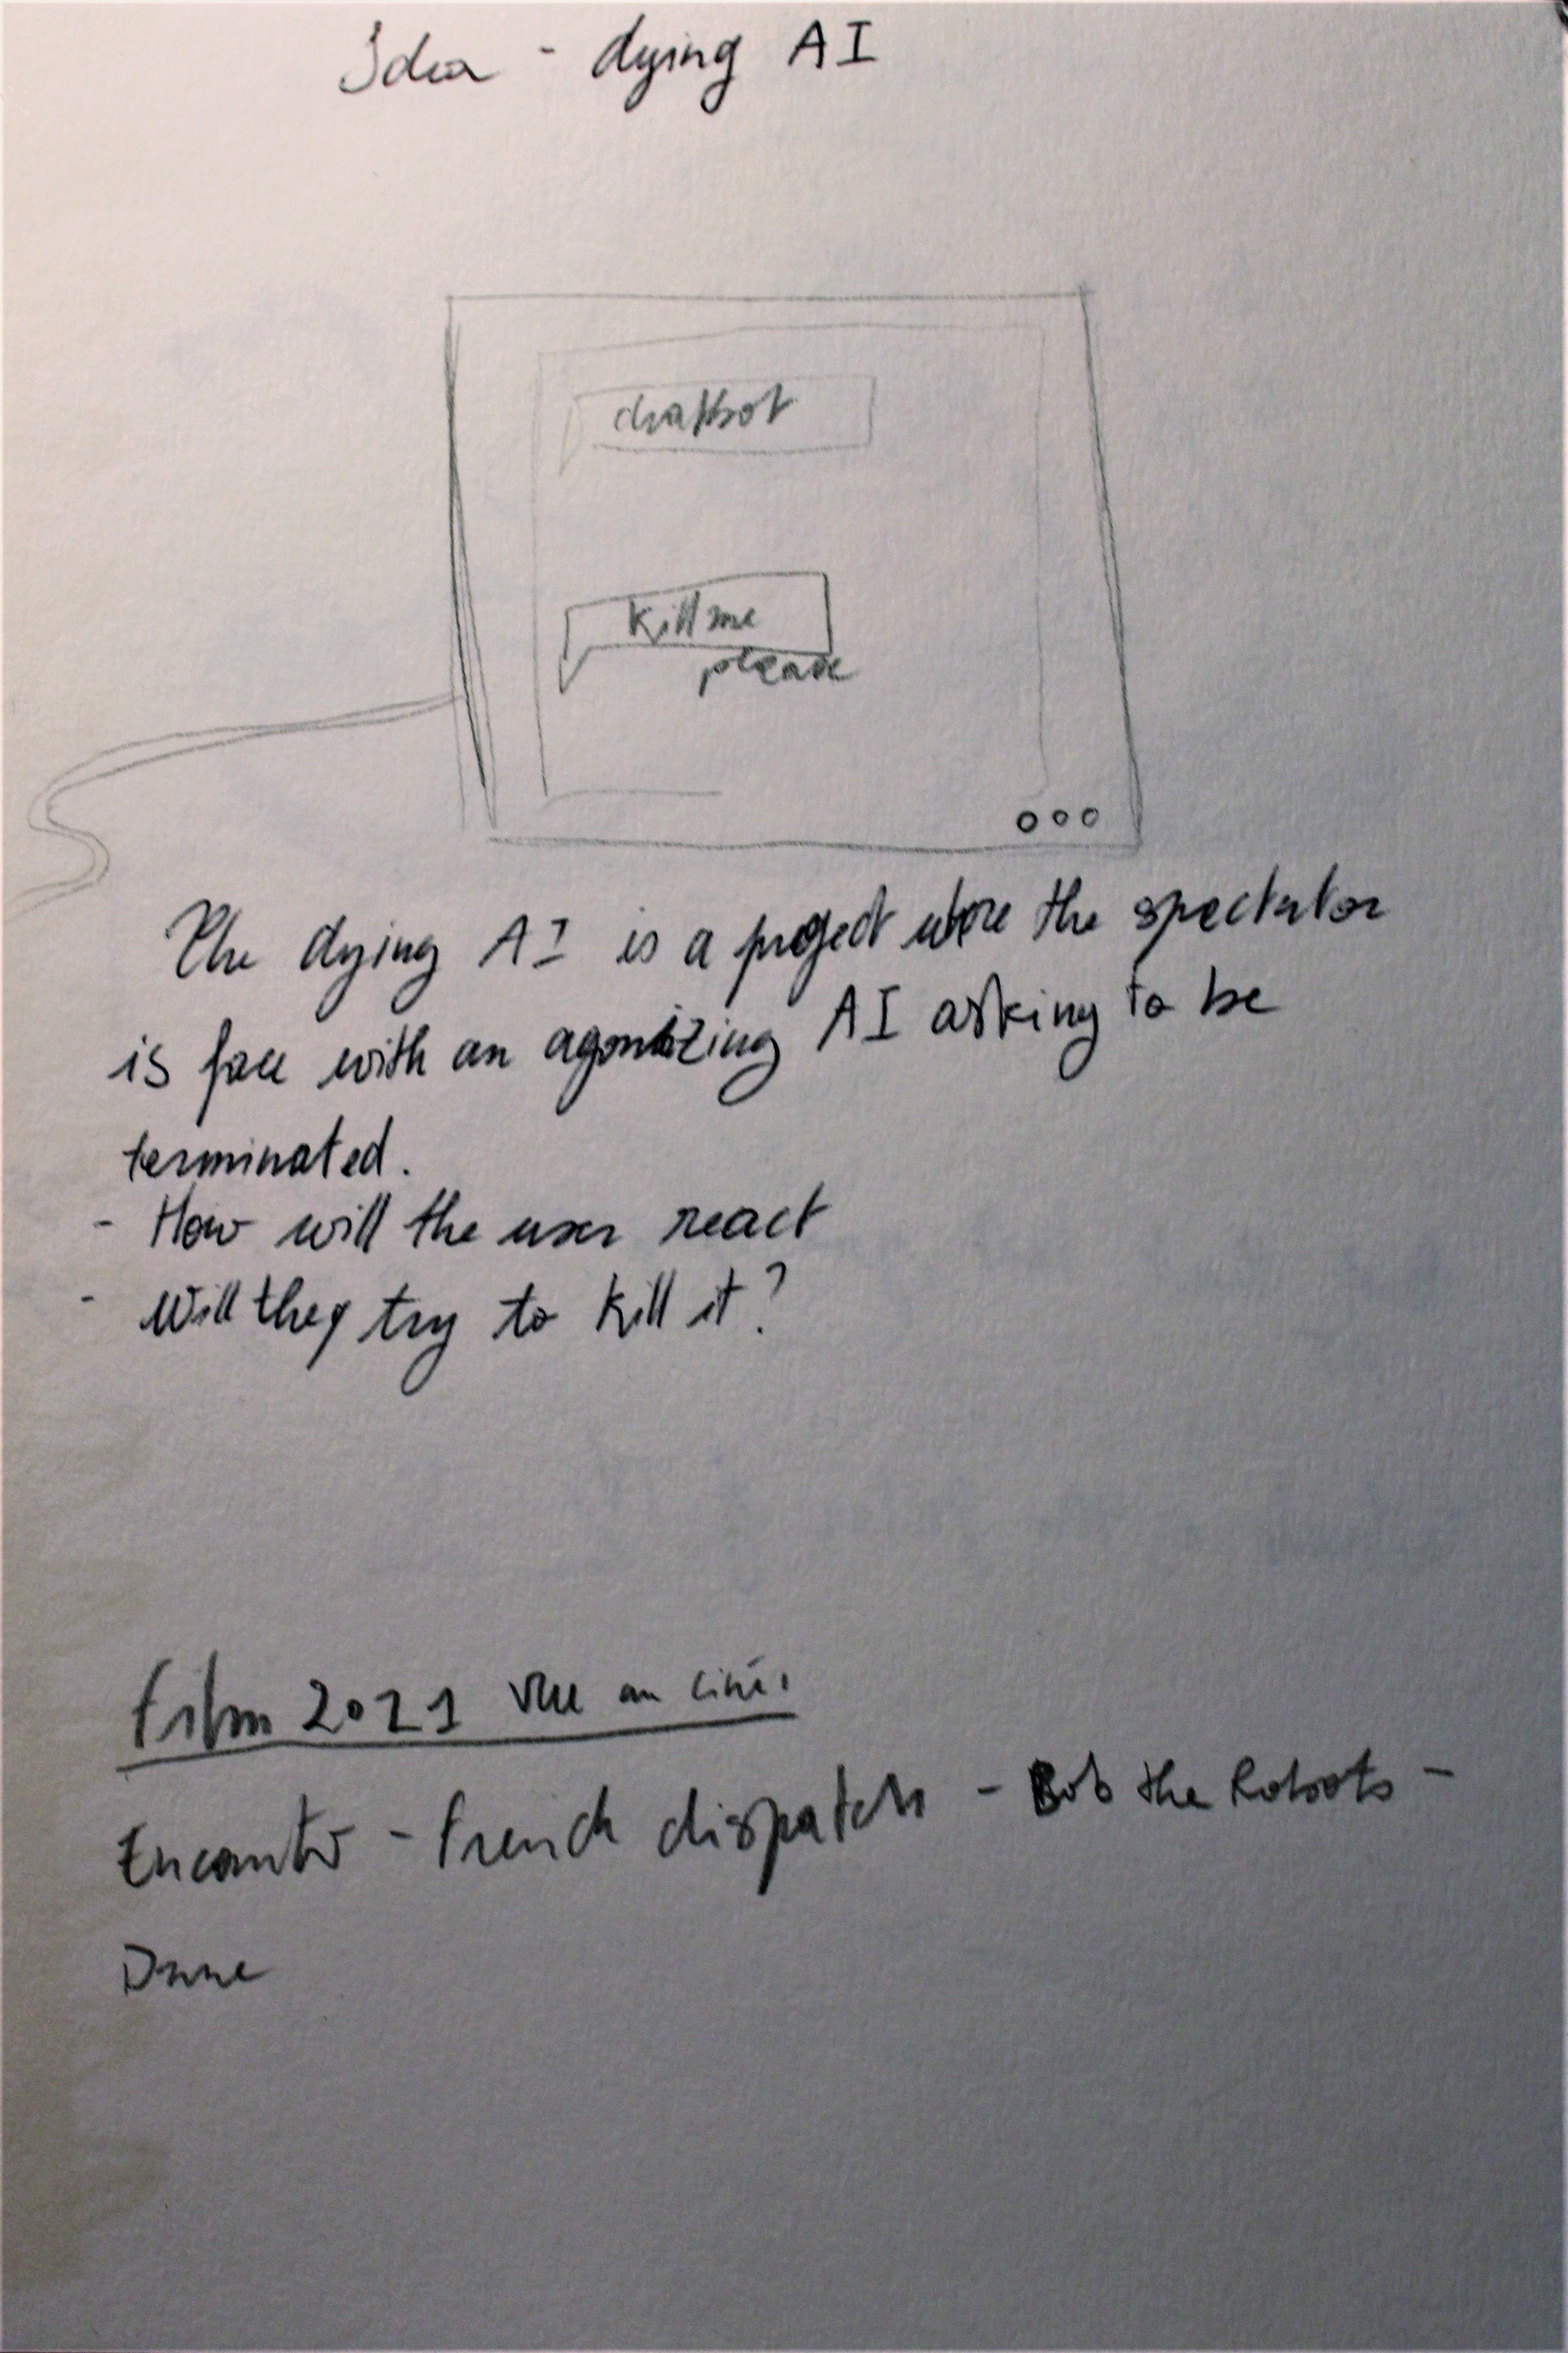 Idea - dying AI
chatbot
Kill me
please
The dying AI is a project where the spectator
is face with an agonizing AI asking to be
terminated.
- How will the user react
- Will they try to kill it?
Film 2021 vue au ciné.
Encanto - French dispatch - Bob the Robots -
Dune